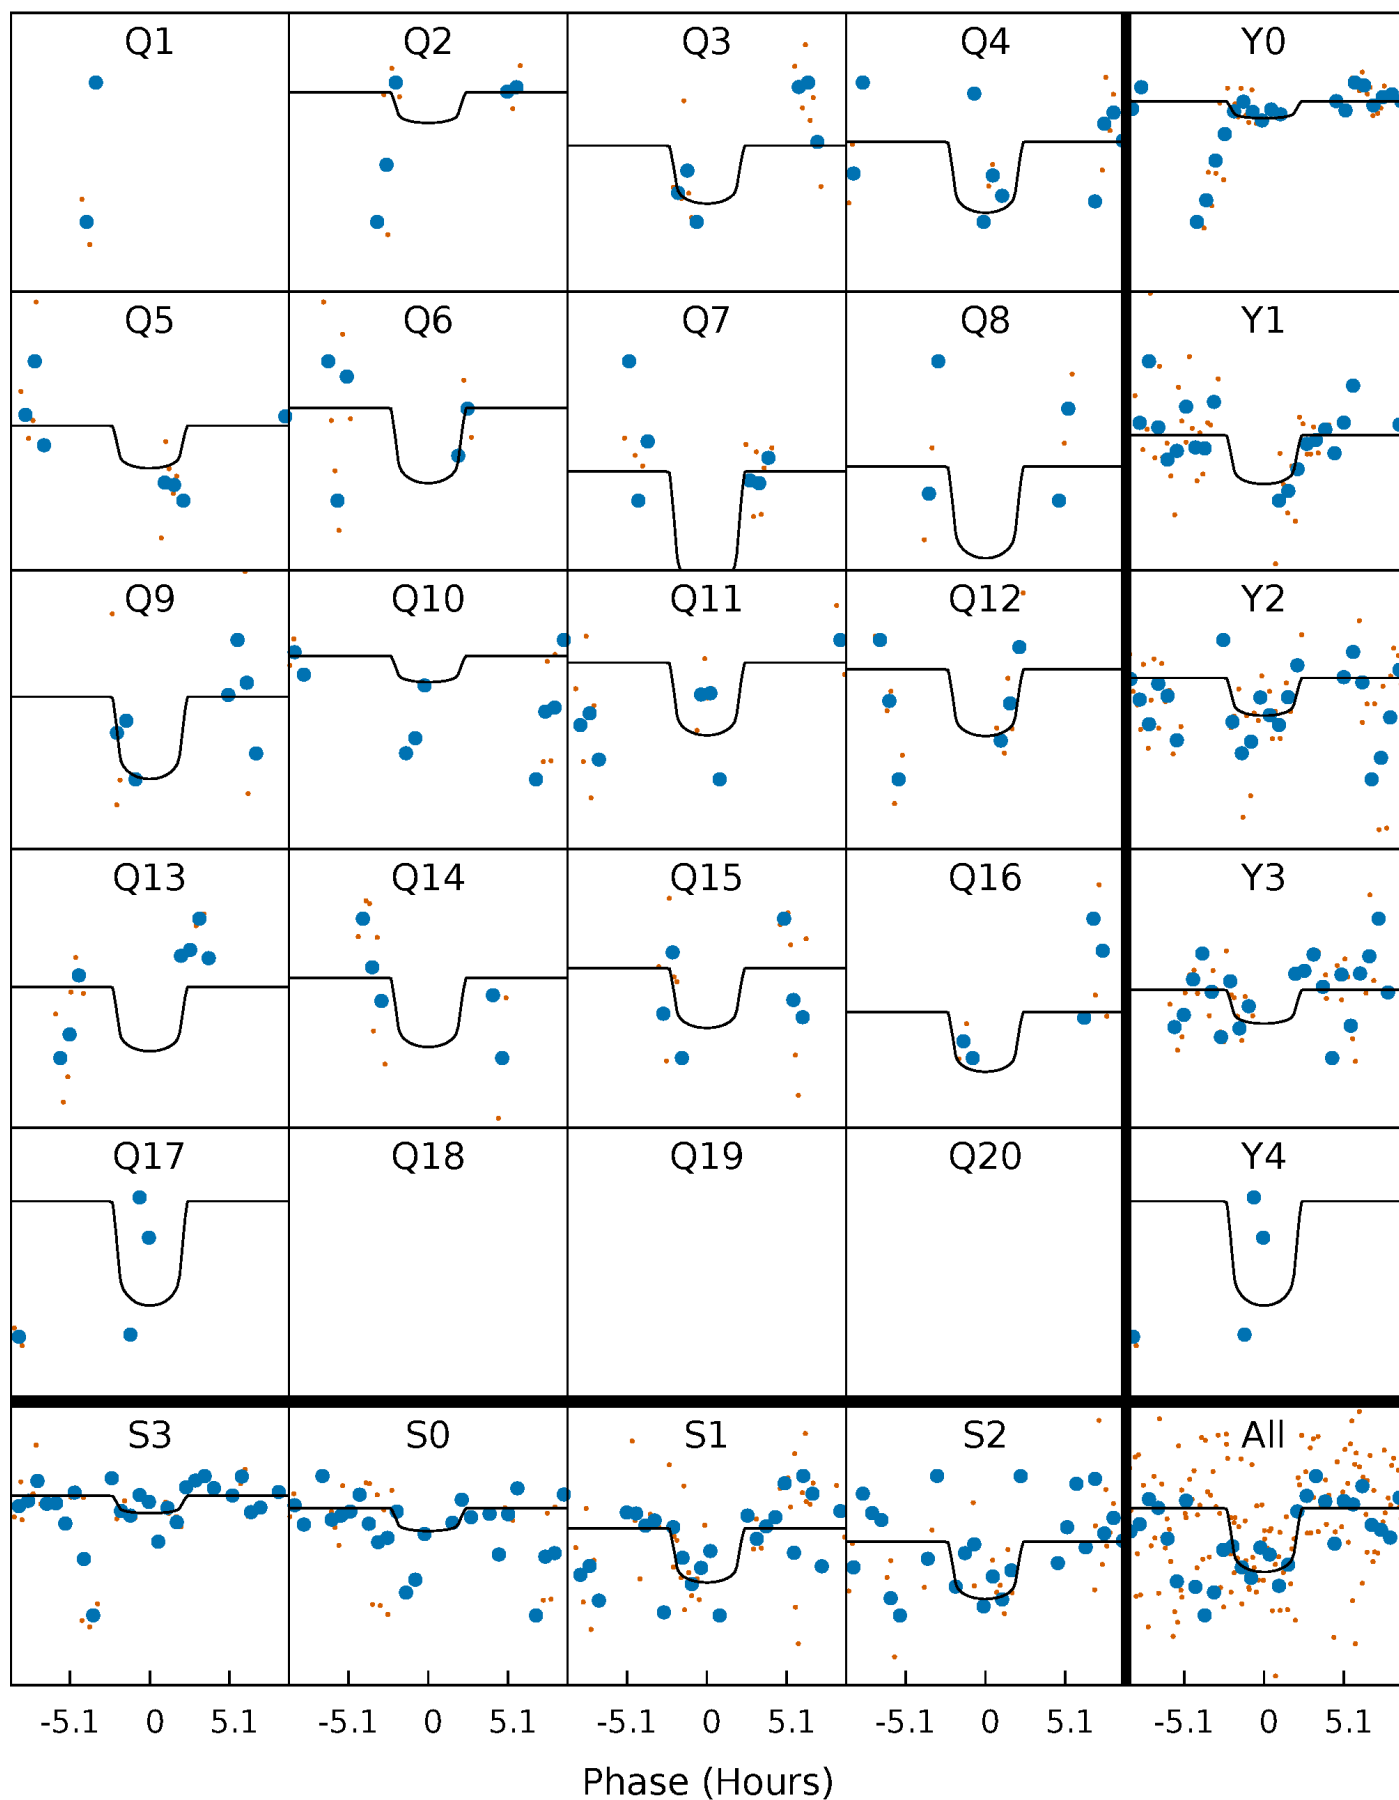 Q1 Q2 Q3 Q4 Y0
Q5 Q6 Q7 Q8 Y1
Q9 Q10 Q11 Q12 Y2
Q13 Q14 Q15 Q16 Y3
Q17 Q18 Q19 Q20 Y4
S3 S0 S1 S2 All
-5.1 0 5.1 -5.1 0 5.1 -5.1 0 5.1 -5.1 0 5.1 -5.1 0 5.1
Phase (Hours)